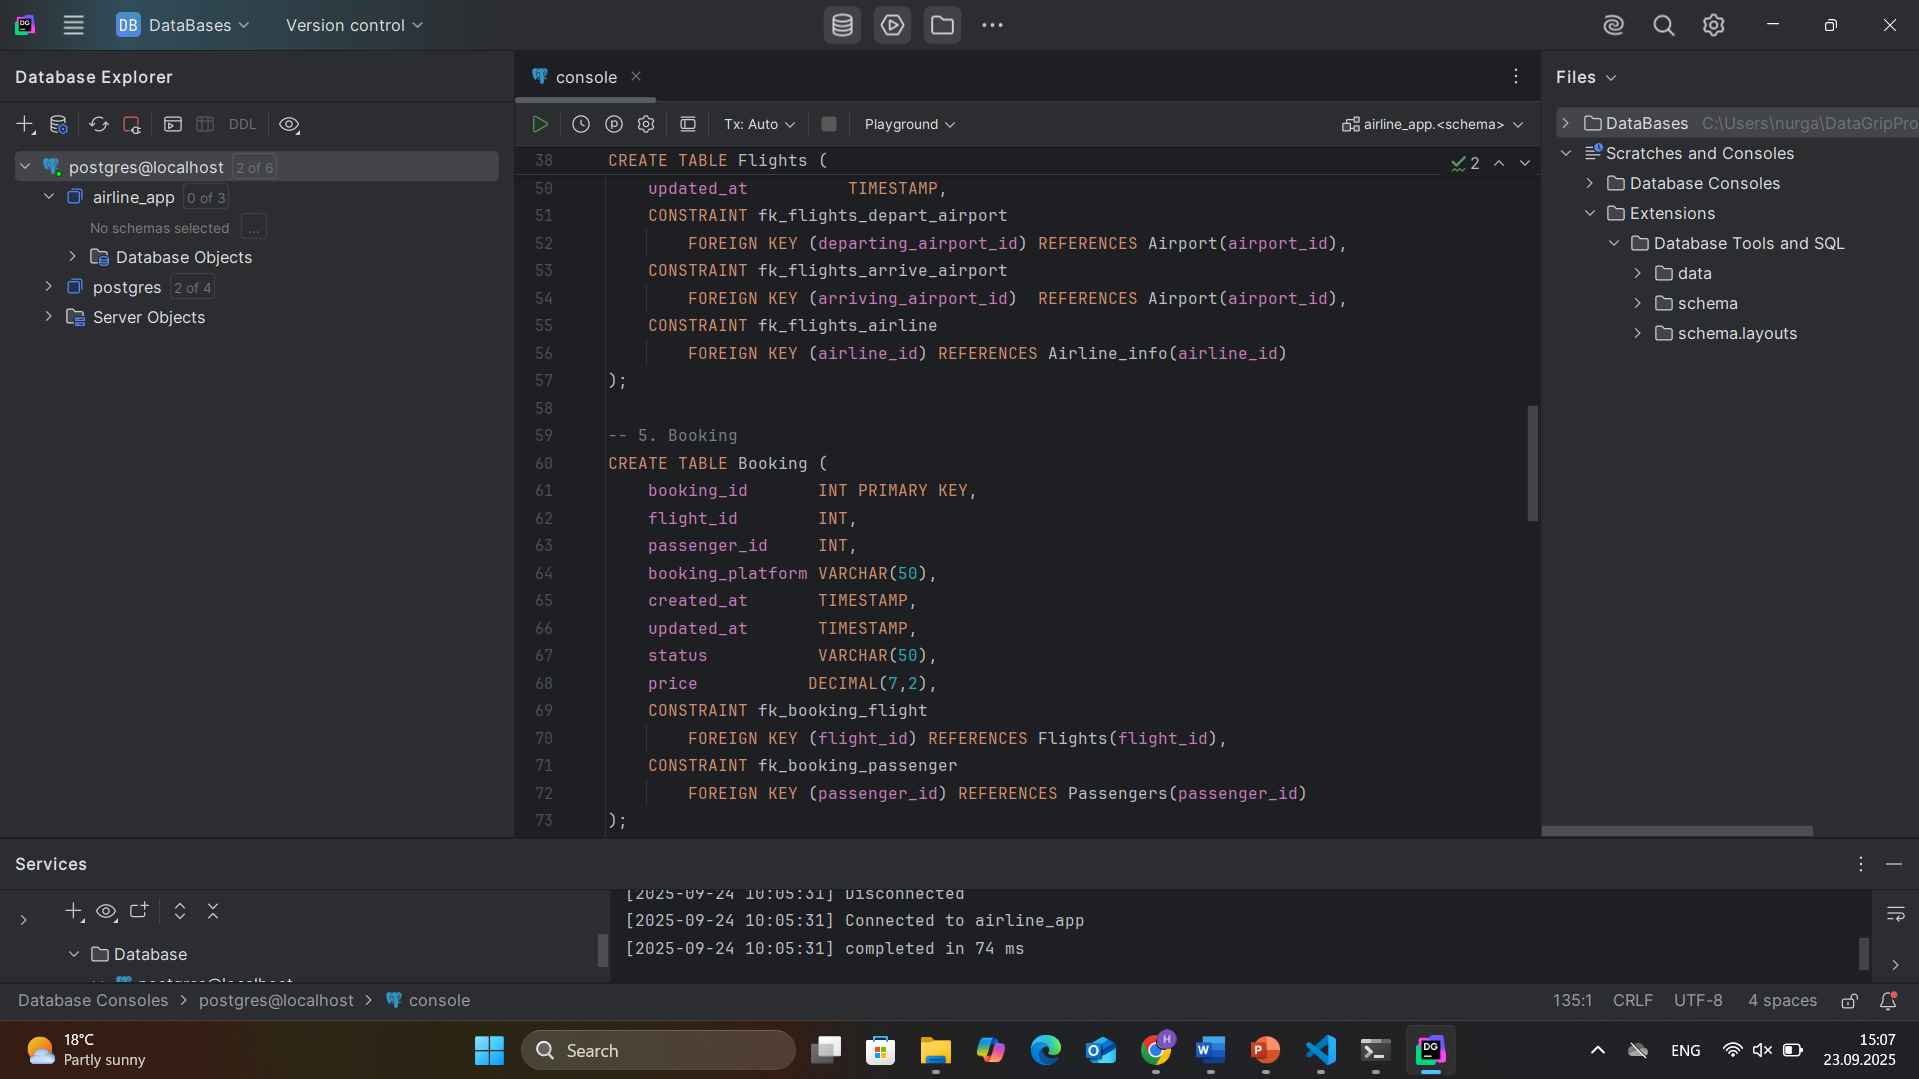 DB DataBases
Version control
Database Explorer
console
Files
DDL
Tx: Auto
Playground
airline_app.<schema>
postgres@localhost 2 of 6
airline_app 0 of 3
No schemas selected ...
Database Objects
postgres 2 of 4
Server Objects
38 CREATE TABLE Flights (
2
50 updated_at TIMESTAMP,
51 CONSTRAINT fk_flights_depart_airport
52 FOREIGN KEY (departing_airport_id) REFERENCES Airport(airport_id),
53 CONSTRAINT fk_flights_arrive_airport
54 FOREIGN KEY (arriving_airport_id) REFERENCES Airport(airport_id),
55 CONSTRAINT fk_flights_airline
56 FOREIGN KEY (airline_id) REFERENCES Airline_info(airline_id)
57 );
58
59 -- 5. Booking
60 CREATE TABLE Booking (
61 booking_id INT PRIMARY KEY,
62 flight_id INT,
63 passenger_id INT,
64 booking_platform VARCHAR(50),
65 created_at TIMESTAMP,
66 updated_at TIMESTAMP,
67 status VARCHAR(50),
68 price DECIMAL(7,2),
69 CONSTRAINT fk_booking_flight
70 FOREIGN KEY (flight_id) REFERENCES Flights(flight_id),
71 CONSTRAINT fk_booking_passenger
72 FOREIGN KEY (passenger_id) REFERENCES Passengers(passenger_id)
73 );
DataBases C:\Users\nurga\DataGripPro
Scratches and Consoles
Database Consoles
Extensions
Database Tools and SQL
data
schema
schema.layouts
Services
Database
postgres@localhost
[2025-09-24 10:05:31] Disconnected
[2025-09-24 10:05:31] Connected to airline_app
[2025-09-24 10:05:31] completed in 74 ms
Database Consoles > postgres@localhost > console
135:1 CRLF UTF-8 4 spaces
18°C
Partly sunny
Search
ENG
15:07
23.09.2025